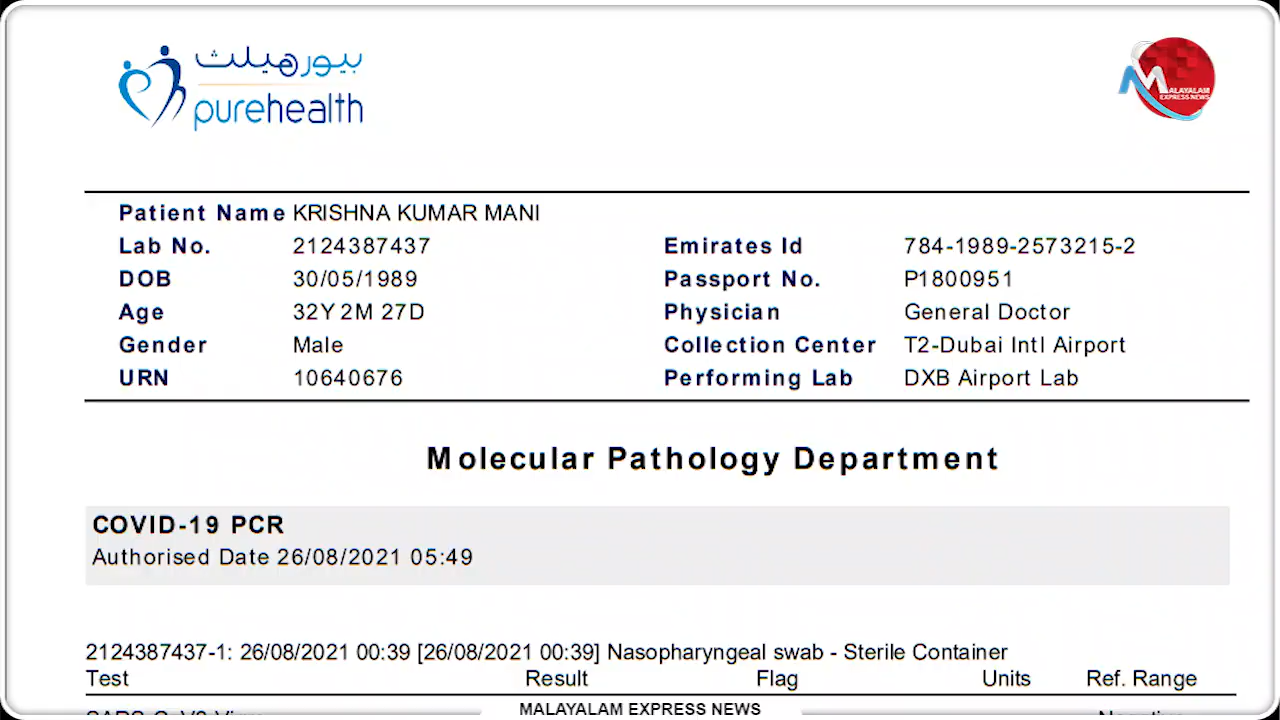 بيورهيلث
purehealth
MALAYALAM
EXPRESS NEWS
Patient Name KRISHNA KUMAR MANI
Lab No. 2124387437 Emirates Id 784-1989-2573215-2
DOB 30/05/1989 Passport No. P1800951
Age 32Y 2M 27D Physician General Doctor
Gender Male Collection Center T2-Dubai Intl Airport
URN 10640676 Performing Lab DXB Airport Lab
Molecular Pathology Department
COVID-19 PCR
Authorised Date 26/08/2021 05:49
2124387437-1: 26/08/2021 00:39 [26/08/2021 00:39] Nasopharyngeal swab - Sterile Container
Test Result Flag Units Ref. Range
MALAYALAM EXPRESS NEWS